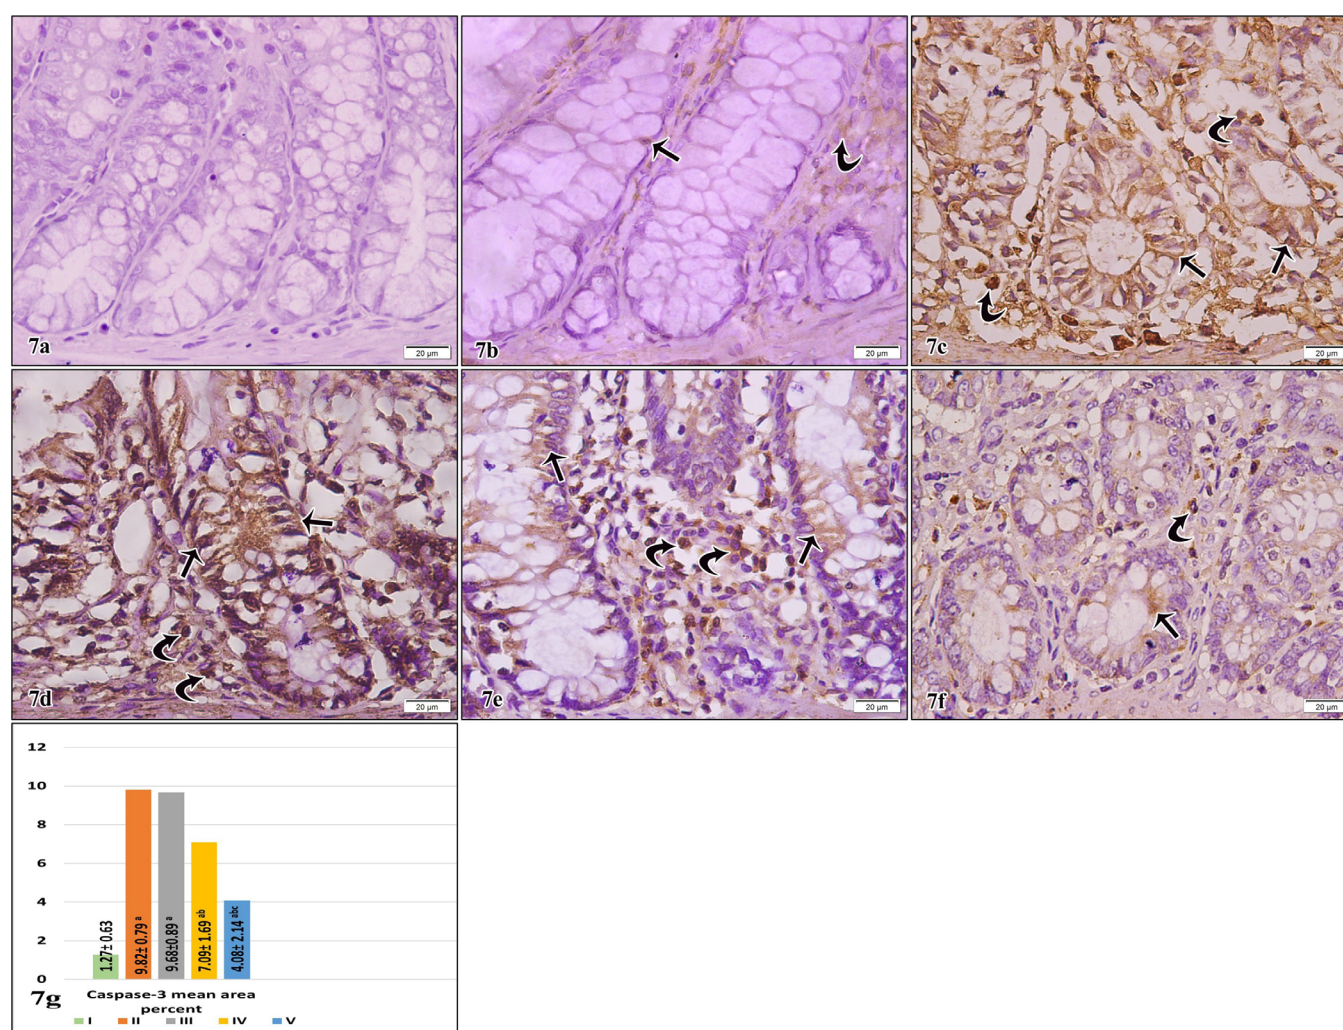 7a
20 µm
7b
20 µm
7c
20 µm
7d
20 µm
7e
20 µm
7f
20 µm
12
10
8
6
4
2
0
1.27± 0.63
9.82± 0.79 ᵃ
9.68±0.89 ᵃ
7.09± 1.69 ᵃᵇ
4.08± 2.14 ᵃᵇᶜ
7g
Caspase-3 mean area
percent
I II III IV V